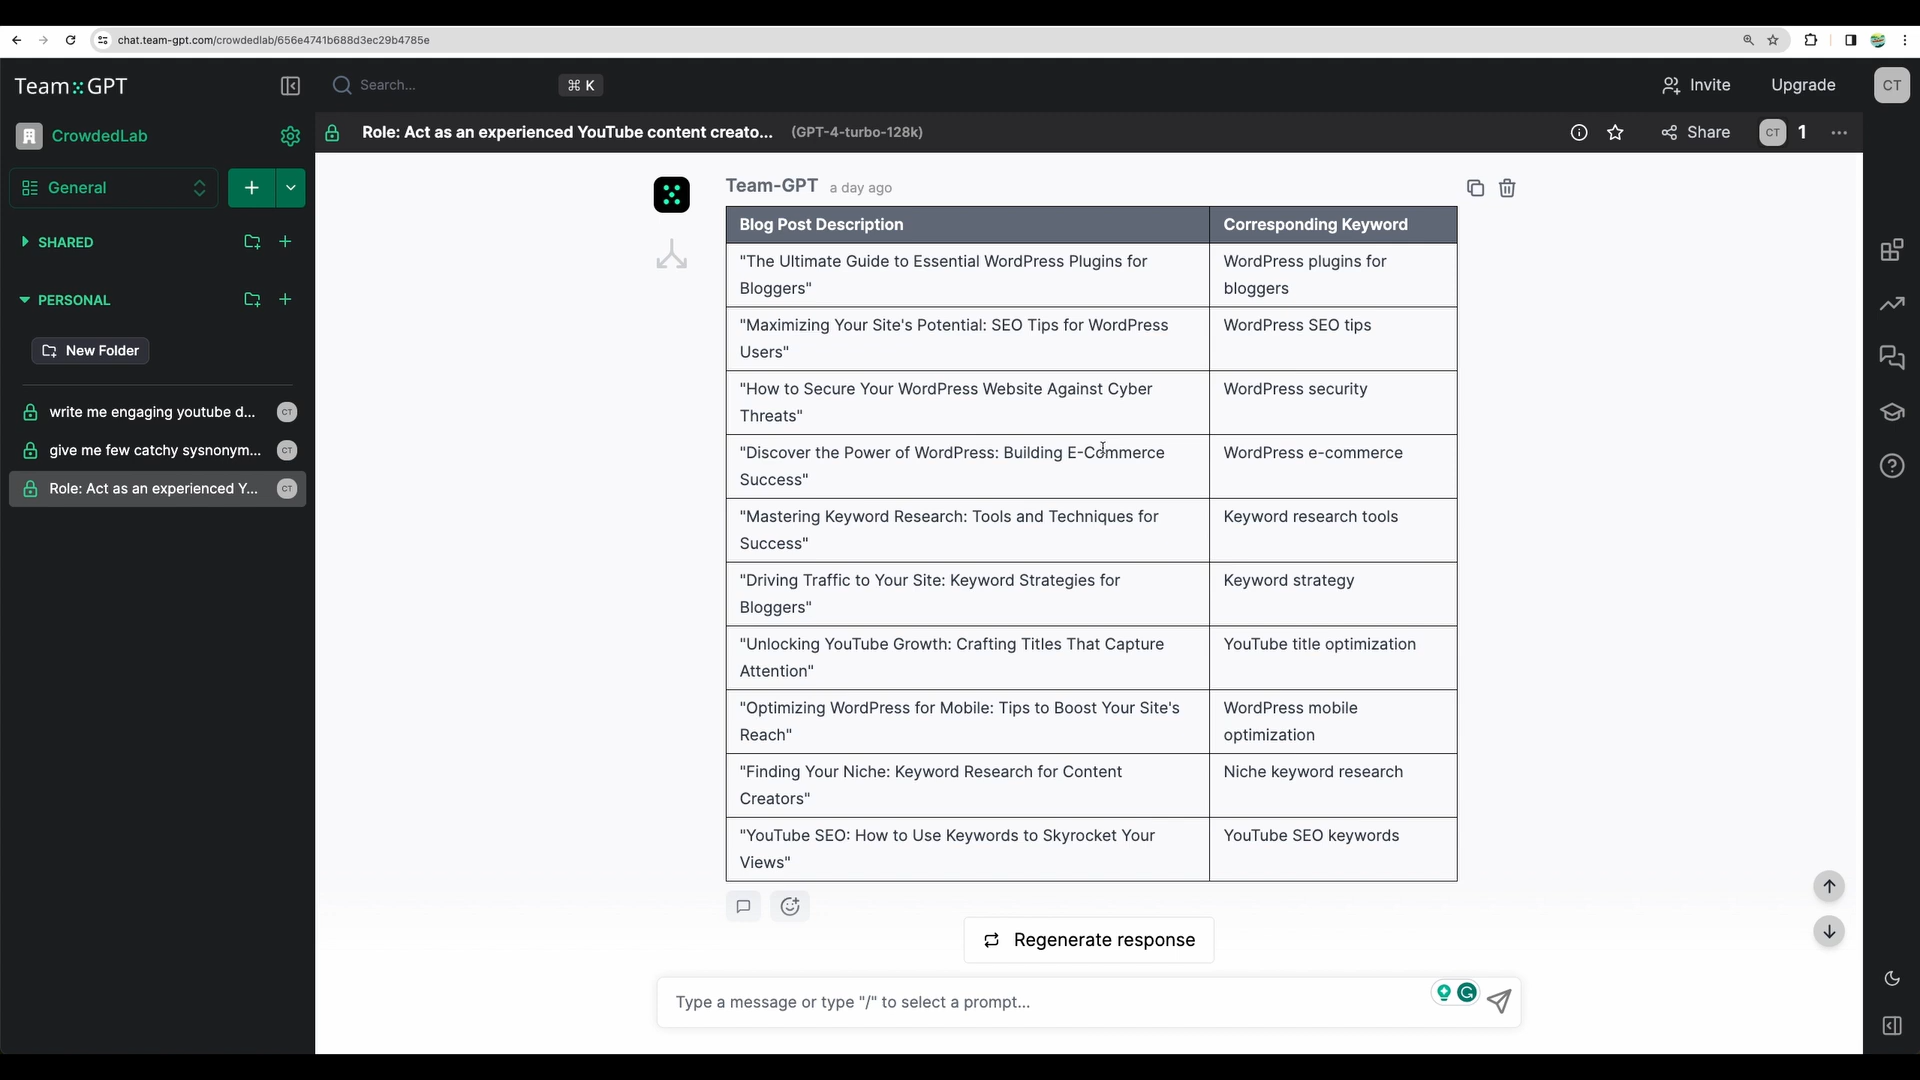 chat.team-gpt.com/crowdedlab/656e4741b688d3ec29b4785e
Team::GPT
Search...
⌘ K
Invite
Upgrade
CT
CrowdedLab
Role: Act as an experienced YouTube content creato...
(GPT-4-turbo-128k)
Share
CT
1
General
SHARED
PERSONAL
New Folder
write me engaging youtube d...
CT
give me few catchy sysnonym...
CT
Role: Act as an experienced Y...
CT
Team-GPT
a day ago
Blog Post Description
Corresponding Keyword
"The Ultimate Guide to Essential WordPress Plugins for
Bloggers"
WordPress plugins for
bloggers
"Maximizing Your Site's Potential: SEO Tips for WordPress
Users"
WordPress SEO tips
"How to Secure Your WordPress Website Against Cyber
Threats"
WordPress security
"Discover the Power of WordPress: Building E-Commerce
Success"
WordPress e-commerce
"Mastering Keyword Research: Tools and Techniques for
Success"
Keyword research tools
"Driving Traffic to Your Site: Keyword Strategies for
Bloggers"
Keyword strategy
"Unlocking YouTube Growth: Crafting Titles That Capture
Attention"
YouTube title optimization
"Optimizing WordPress for Mobile: Tips to Boost Your Site's
Reach"
WordPress mobile
optimization
"Finding Your Niche: Keyword Research for Content
Creators"
Niche keyword research
"YouTube SEO: How to Use Keywords to Skyrocket Your
Views"
YouTube SEO keywords
Regenerate response
Type a message or type "/" to select a prompt...